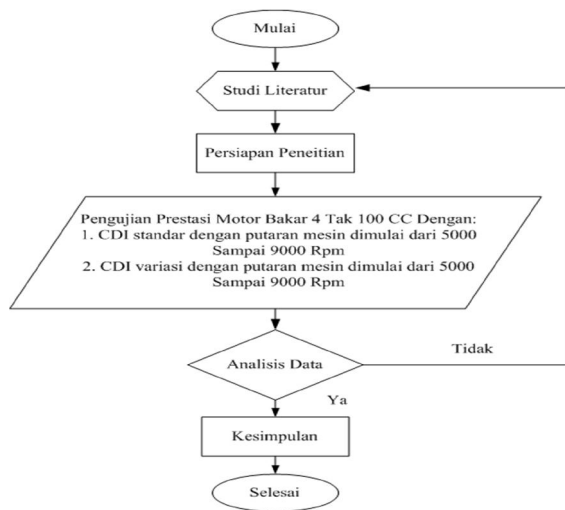 Mulai
Studi Literatur
Persiapan Peneitian
Pengujian Prestasi Motor Bakar 4 Tak 100 CC Dengan:
1. CDI standar dengan putaran mesin dimulai dari 5000
Sampai 9000 Rpm
2. CDI variasi dengan putaran mesin dimulai dari 5000
Sampai 9000 Rpm
Analisis Data
Tidak
Ya
Kesimpulan
Selesai